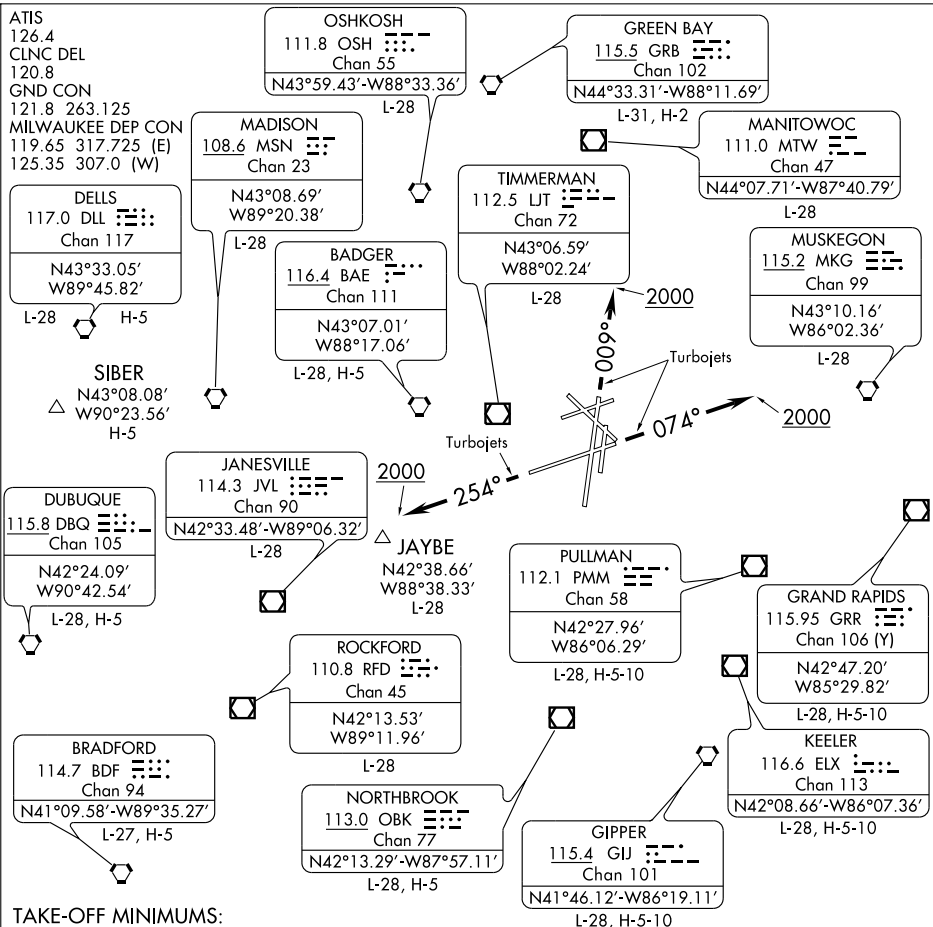 ATIS
126.4
CLNC DEL
120.8
GND CON
121.8 263.125
MILWAUKEE DEP CON
119.65 317.725 (E)
125.35 307.0 (W)
OSHKOSH
111.8 OSH
Chan 55
N43°59.43′-W88°33.36′
L-28
GREEN BAY
115.5 GRB
Chan 102
N44°33.31′-W88°11.69′
L-31, H-2
MADISON
108.6 MSN
Chan 23
N43°08.69′
W89°20.38′
L-28
MANITOWOC
111.0 MTW
Chan 47
N44°07.71′-W87°40.79′
L-28
TIMMERMAN
112.5 LJT
Chan 72
N43°06.59′
W88°02.24′
L-28
DELLS
117.0 DLL
Chan 117
N43°33.05′
W89°45.82′
L-28 H-5
BADGER
116.4 BAE
Chan 111
N43°07.01′
W88°17.06′
L-28, H-5
MUSKEGON
115.2 MKG
Chan 99
N43°10.16′
W86°02.36′
L-28
2000
009°
Turbojets
SIBER
N43°08.08′
W90°23.56′
H-5
074°
2000
Turbojets
254°
2000
JANESVILLE
114.3 JVL
Chan 90
N42°33.48′-W89°06.32′
L-28
DUBUQUE
115.8 DBQ
Chan 105
N42°24.09′
W90°42.54′
L-28, H-5
JAYBE
N42°38.66′
W88°38.33′
L-28
PULLMAN
112.1 PMM
Chan 58
N42°27.96′
W86°06.29′
L-28, H-5-10
GRAND RAPIDS
115.95 GRR
Chan 106 (Y)
N42°47.20′
W85°29.82′
L-28, H-5-10
ROCKFORD
110.8 RFD
Chan 45
N42°13.53′
W89°11.96′
L-28
KEELER
116.6 ELX
Chan 113
N42°08.66′-W86°07.36′
L-28, H-5-10
BRADFORD
114.7 BDF
Chan 94
N41°09.58′-W89°35.27′
L-27, H-5
NORTHBROOK
113.0 OBK
Chan 77
N42°13.29′-W87°57.11′
L-28, H-5
GIPPER
115.4 GIJ
Chan 101
N41°46.12′-W86°19.11′
L-28, H-5-10
TAKE-OFF MINIMUMS: